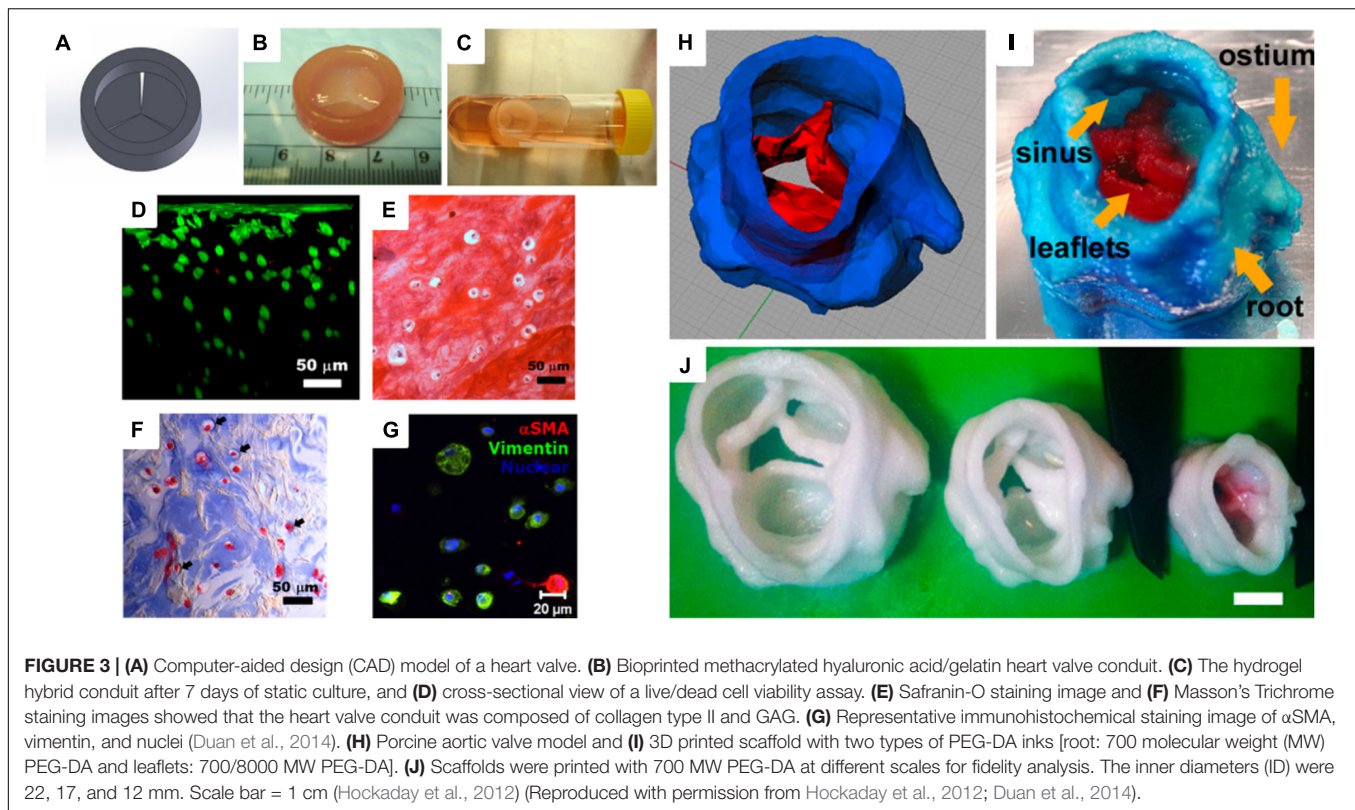 A
B
C
9 8 7 6
D
50 μm
E
50 μm
F
50 μm
G
αSMA
Vimentin
Nuclear
20 μm
H
I
ostium
sinus
leaflets
root
J
FIGURE 3 | (A) Computer-aided design (CAD) model of a heart valve. (B) Bioprinted methacrylated hyaluronic acid/gelatin heart valve conduit. (C) The hydrogel
hybrid conduit after 7 days of static culture, and (D) cross-sectional view of a live/dead cell viability assay. (E) Safranin-O staining image and (F) Masson's Trichrome
staining images showed that the heart valve conduit was composed of collagen type II and GAG. (G) Representative immunohistochemical staining image of αSMA,
vimentin, and nuclei (Duan et al., 2014). (H) Porcine aortic valve model and (I) 3D printed scaffold with two types of PEG-DA inks [root: 700 molecular weight (MW)
PEG-DA and leaflets: 700/8000 MW PEG-DA]. (J) Scaffolds were printed with 700 MW PEG-DA at different scales for fidelity analysis. The inner diameters (ID) were
22, 17, and 12 mm. Scale bar = 1 cm (Hockaday et al., 2012) (Reproduced with permission from Hockaday et al., 2012; Duan et al., 2014).